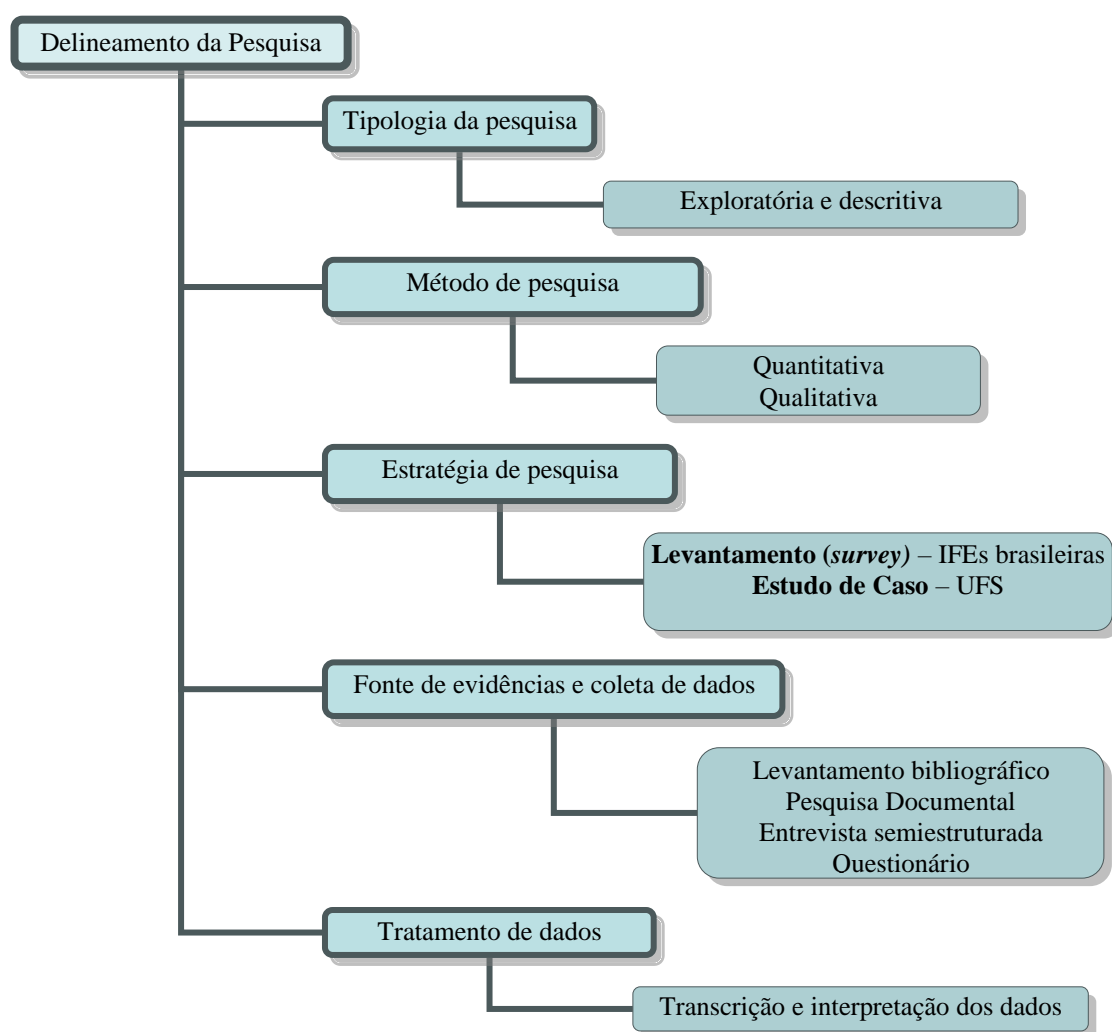 Delineamento da Pesquisa
Tipologia da pesquisa
Exploratória e descritiva
Método de pesquisa
Quantitativa
Qualitativa
Estratégia de pesquisa
Levantamento (survey) – IFEs brasileiras
Estudo de Caso – UFS
Fonte de evidências e coleta de dados
Levantamento bibliográfico
Pesquisa Documental
Entrevista semiestruturada
Questionário
Tratamento de dados
Transcrição e interpretação dos dados